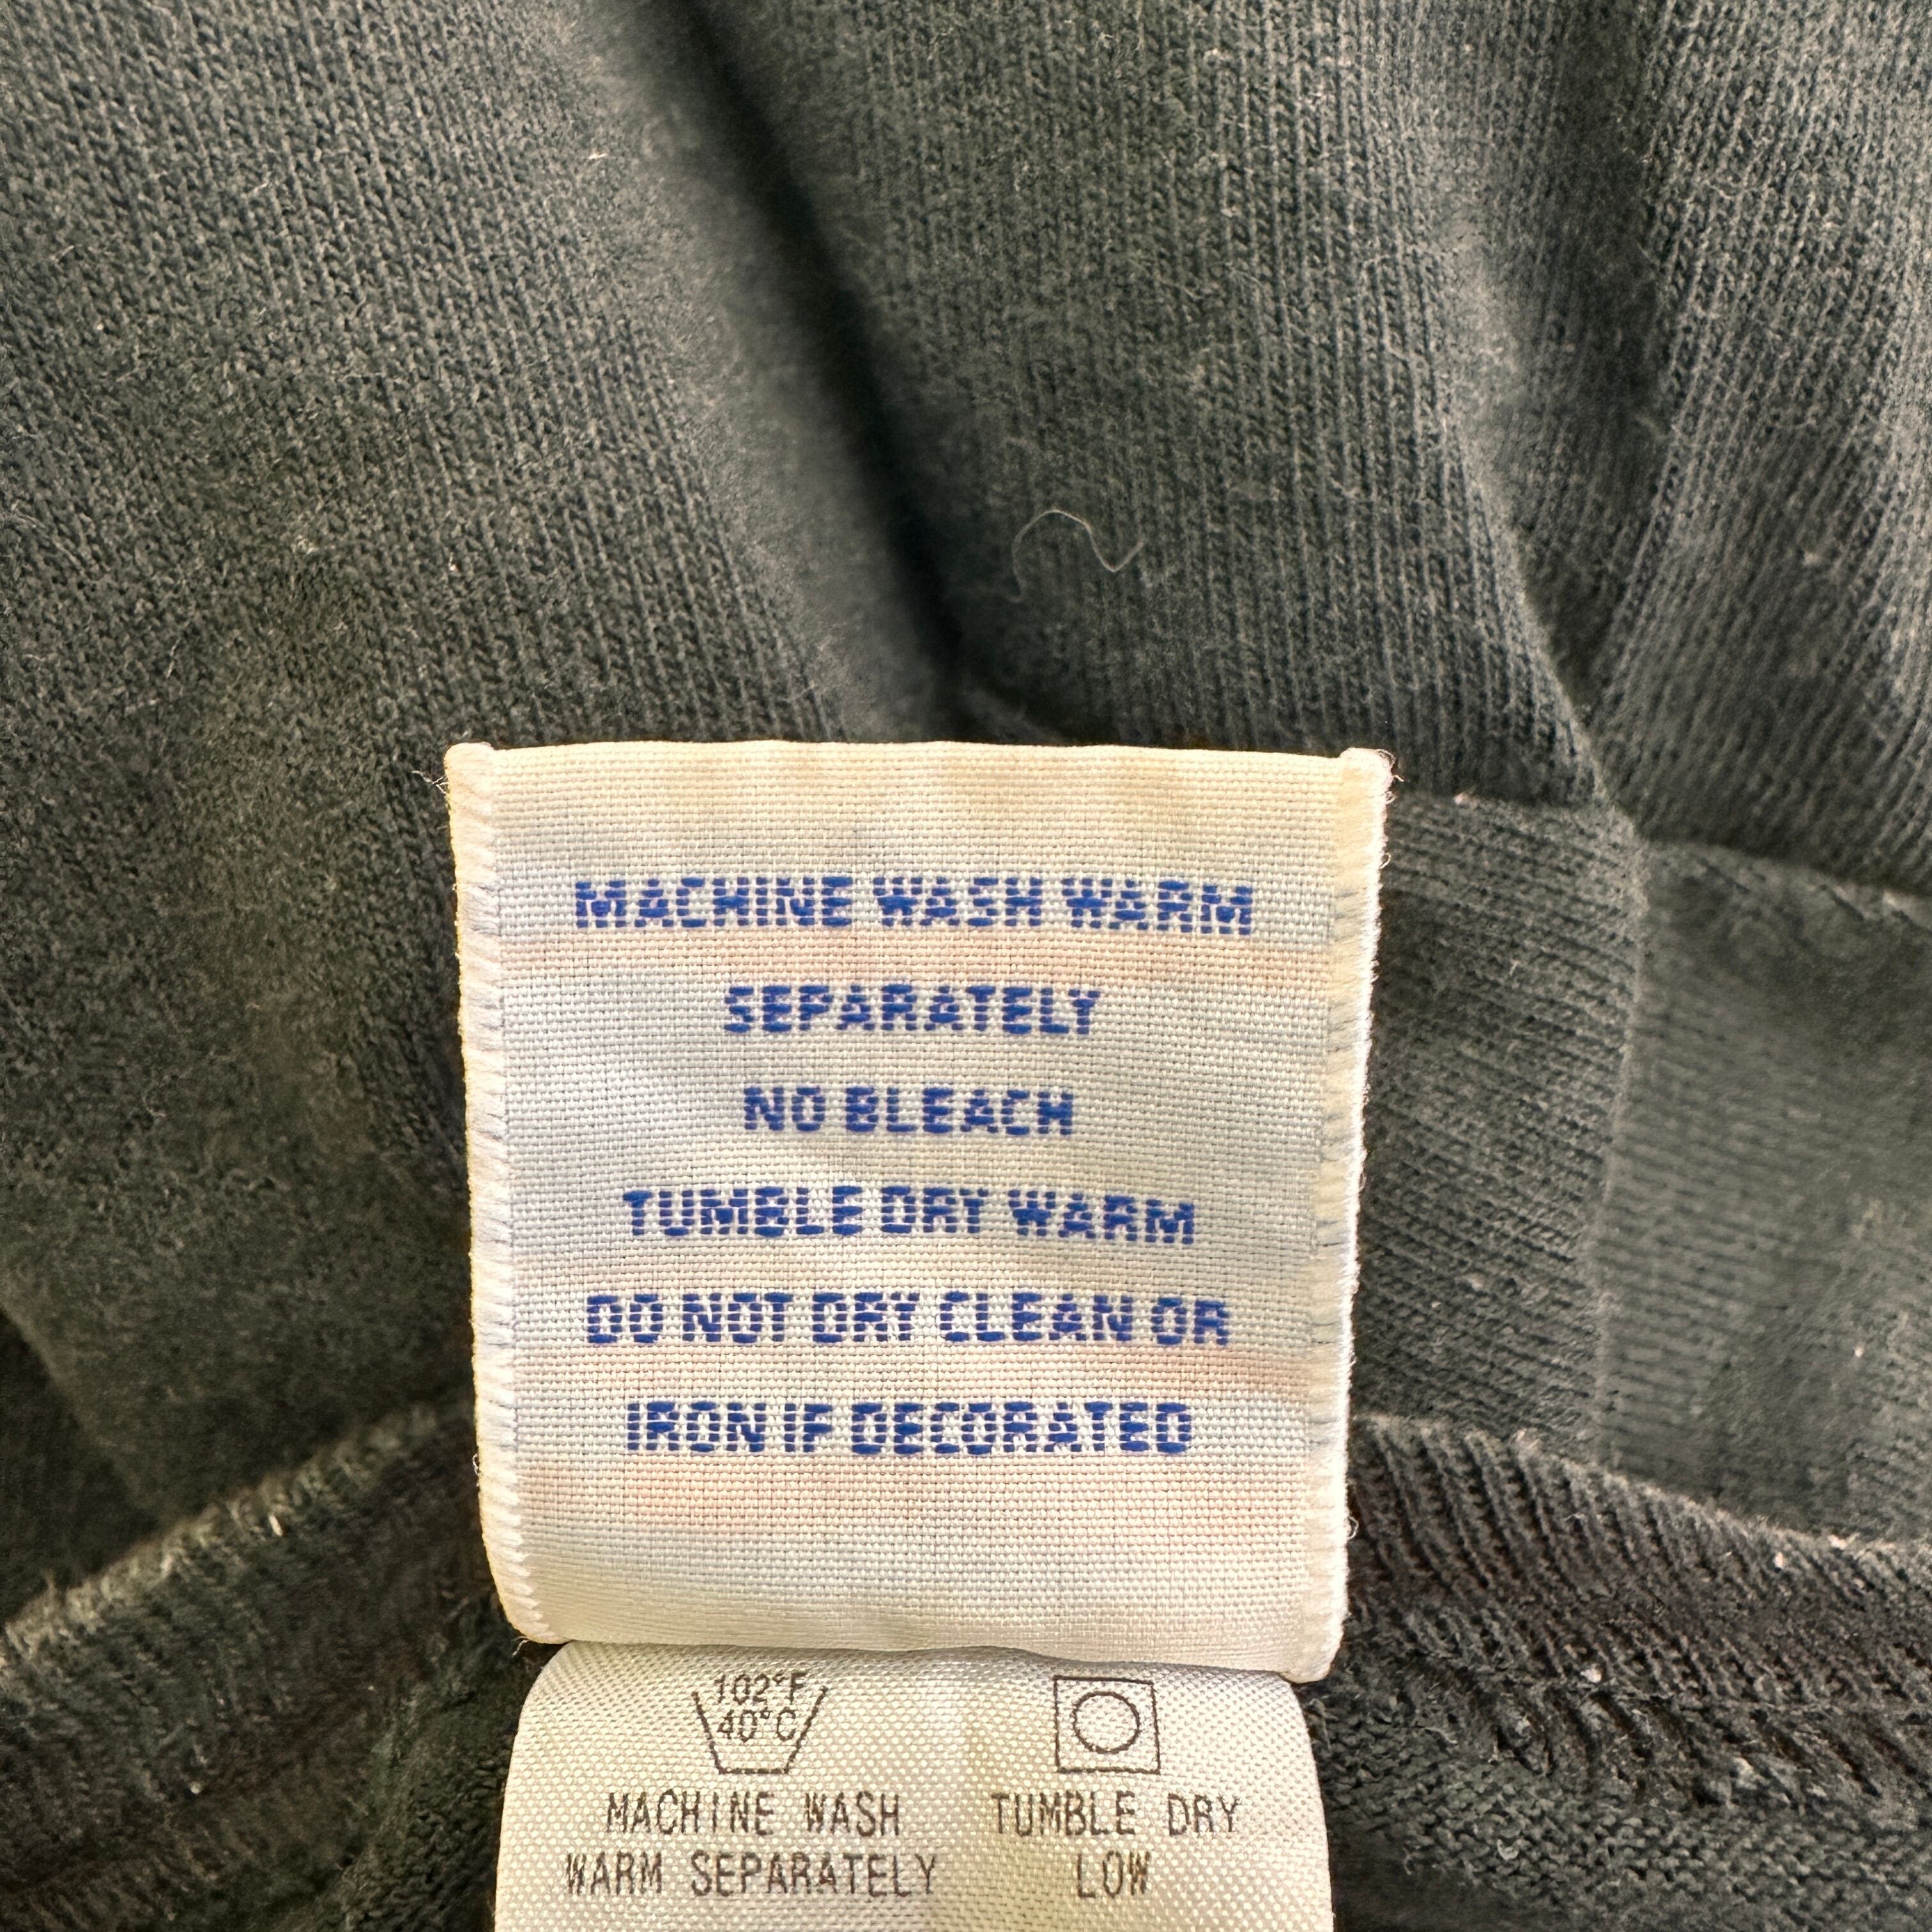 MACHINE WASH WARM
SEPARATELY
NO BLEACH
TUMBLE DRY WARM
DO NOT DRY CLEAN OR
IRON IF DECORATED
102°F
40°C
MACHINE WASH
WARM SEPARATELY
TUMBLE DRY
LOW